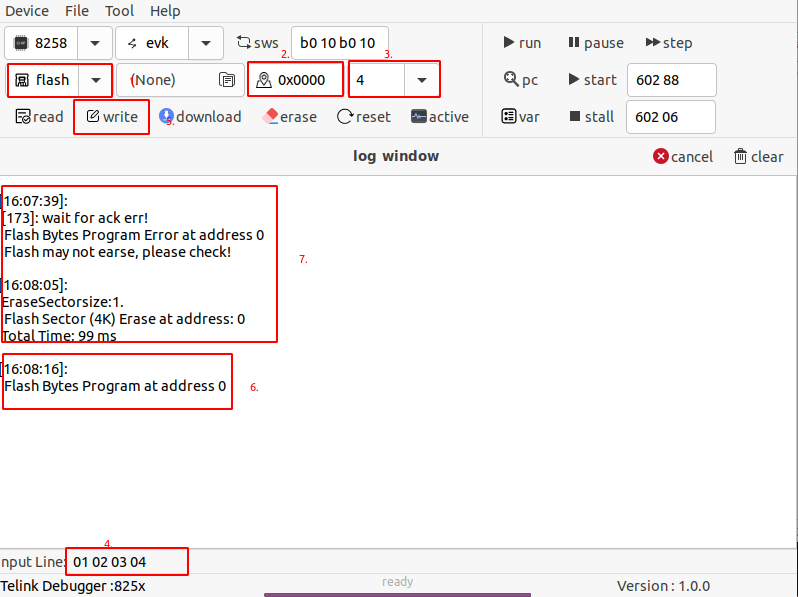 Device File Tool Help
8258 evk sws b0 10 b0 10 run pause step
2. 3.
flash (None) 0x0000 4 pc start 602 88
read write download erase reset active var stall 602 06
5.
log window cancel clear
[16:07:39]:
[173]: wait for ack err!
Flash Bytes Program Error at address 0
Flash may not earse, please check!
7.
[16:08:05]:
EraseSectorsize:1.
Flash Sector (4K) Erase at address: 0
Total Time: 99 ms
[16:08:16]:
Flash Bytes Program at address 0
6.
4
nput Line: 01 02 03 04
Telink Debugger :825x ready Version : 1.0.0